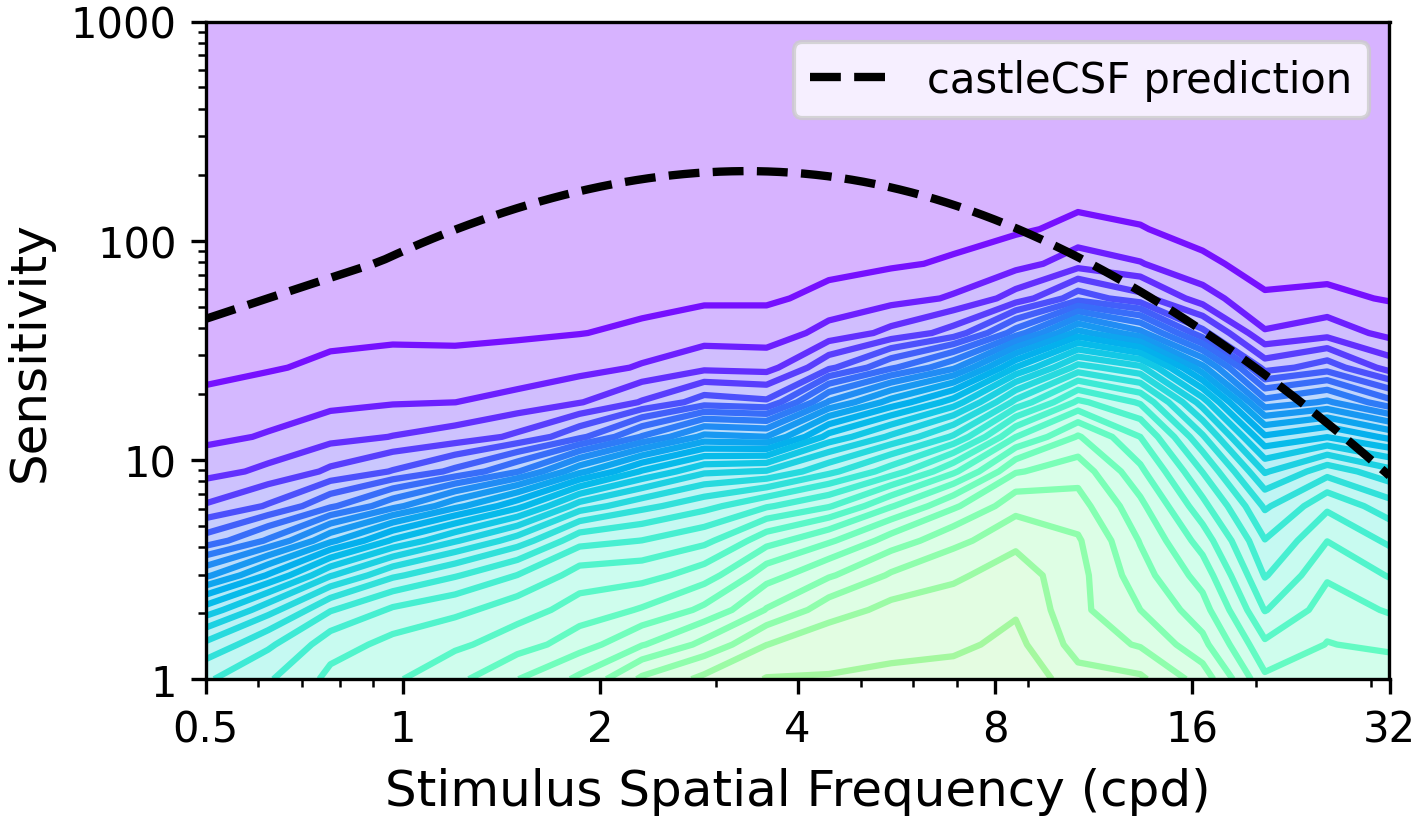 1000
100
10
1
Sensitivity
castleCSF prediction
0.5 1 2 4 8 16 32
Stimulus Spatial Frequency (cpd)